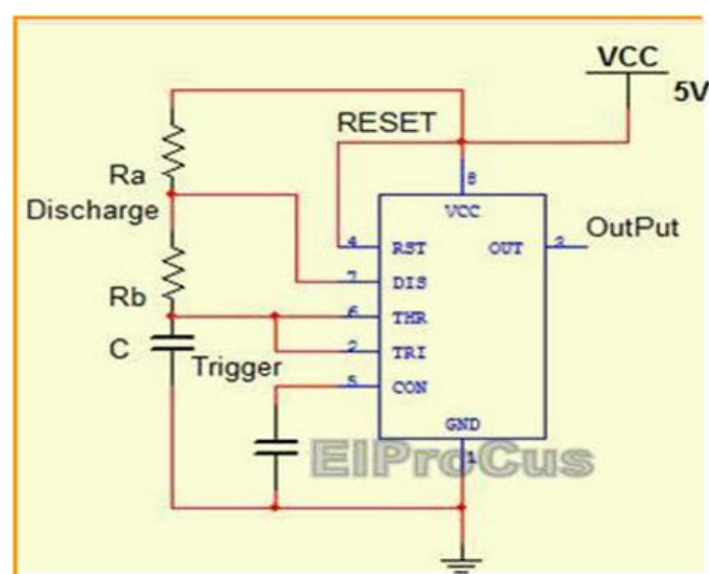 VCC
5V
RESET
8
VCC
Ra
Discharge
4 RST
OUT 3
OutPut
7 DIS
Rb
6 THR
C
2 TRI
Trigger
5 CON
GND
1
ElProCus